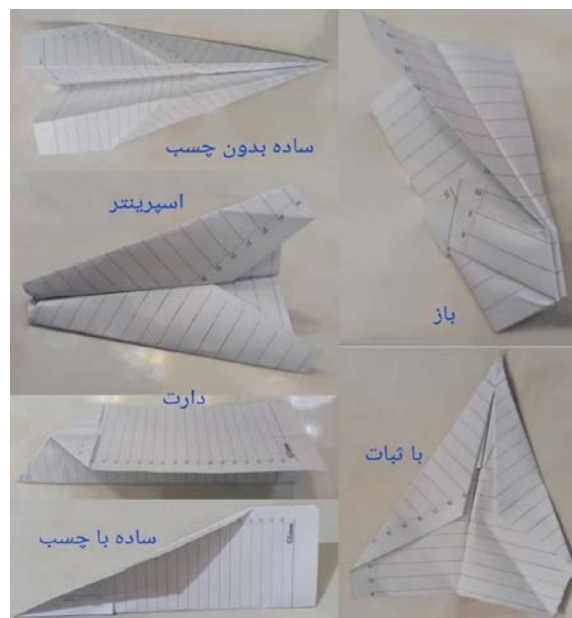 ساده بدون چسب
اسپرینتر
باز
دارت
با ثبات
ساده با چسب